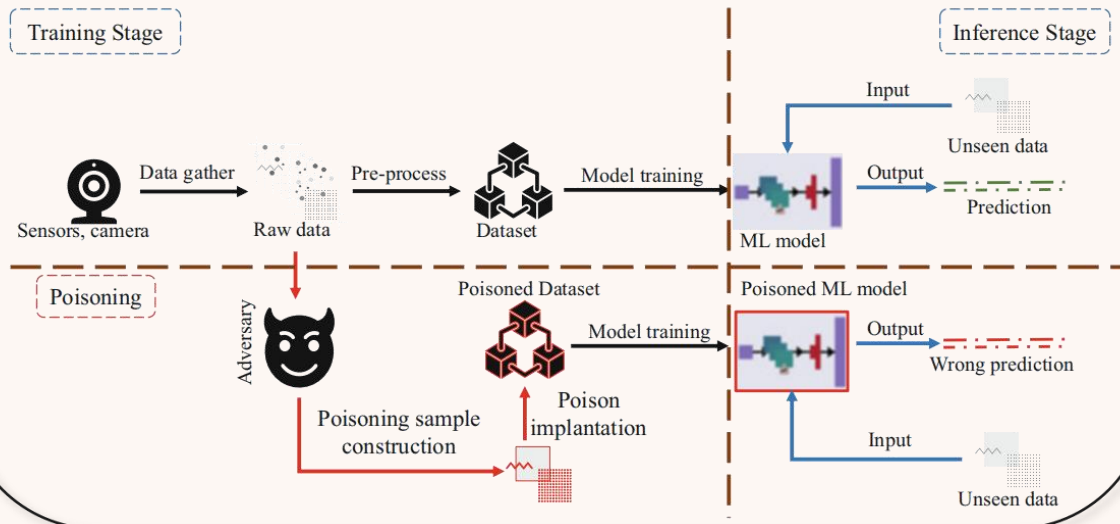 Training Stage
Inference Stage
Input
Unseen data
Data gather
Pre-process
Model training
Output
Sensors, camera
Raw data
Dataset
ML model
Prediction
Poisoning
Adversary
Poisoned Dataset
Poisoned ML model
Model training
Output
Wrong prediction
Poisoning sample
construction
Poison
implantation
Input
Unseen data